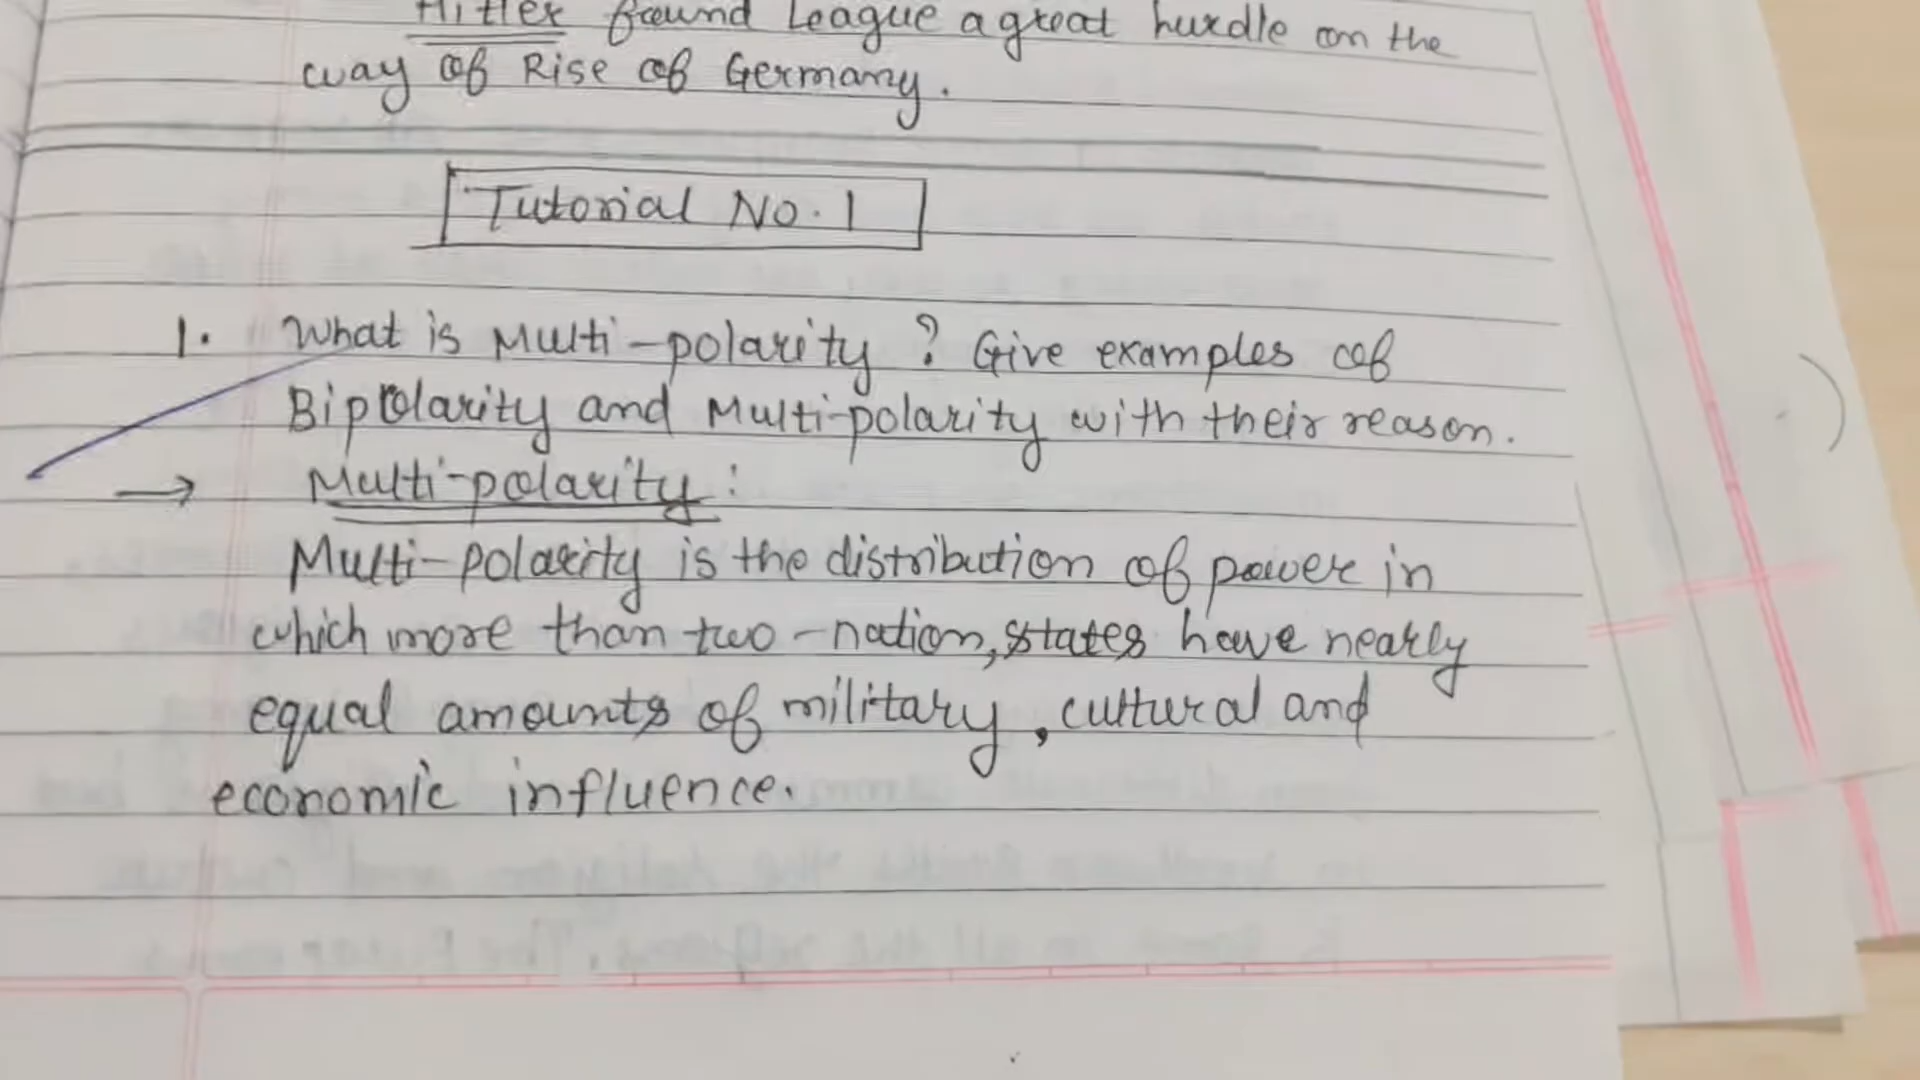 Hitler found League a great hurdle on the
way of Rise of Germany.
Tutorial No. 1
1. What is Multi-polarity? Give examples of
Bipolarity and Multi-polarity with their reason.
→ Multi-polarity:
Multi-polarity is the distribution of power in
which more than two-nation, states have nearly
equal amounts of military, cultural and
economic influence.